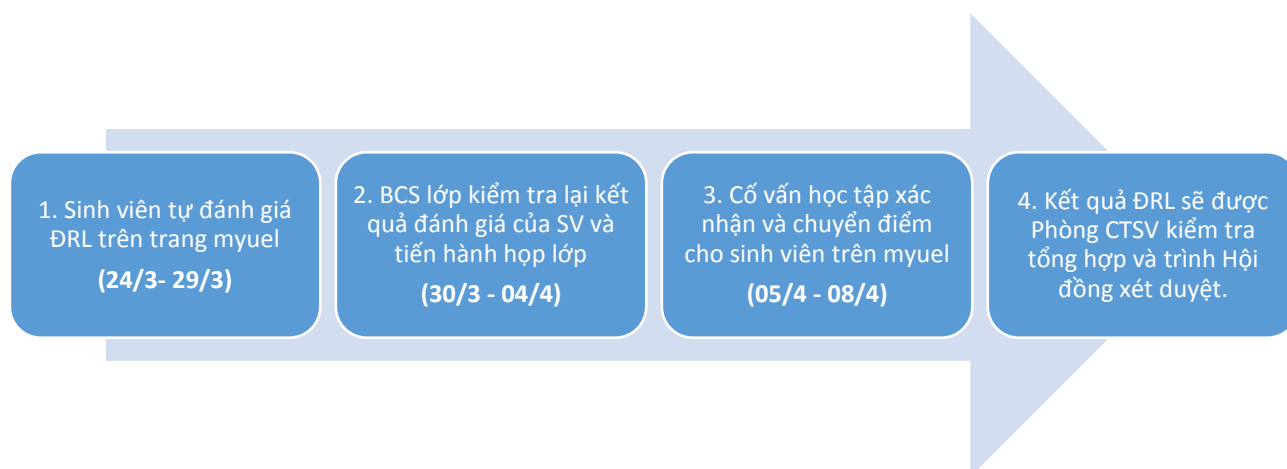 1. Sinh viên tự đánh giá
ĐRL trên trang myuel
(24/3- 29/3)
2. BCS lớp kiểm tra lại kết
quả đánh giá của SV và
tiến hành họp lớp
(30/3 - 04/4)
3. Cố vấn học tập xác
nhận và chuyển điểm
cho sinh viên trên myuel
(05/4 - 08/4)
4. Kết quả ĐRL sẽ được
Phòng CTSV kiểm tra
tổng hợp và trình Hội
đồng xét duyệt.